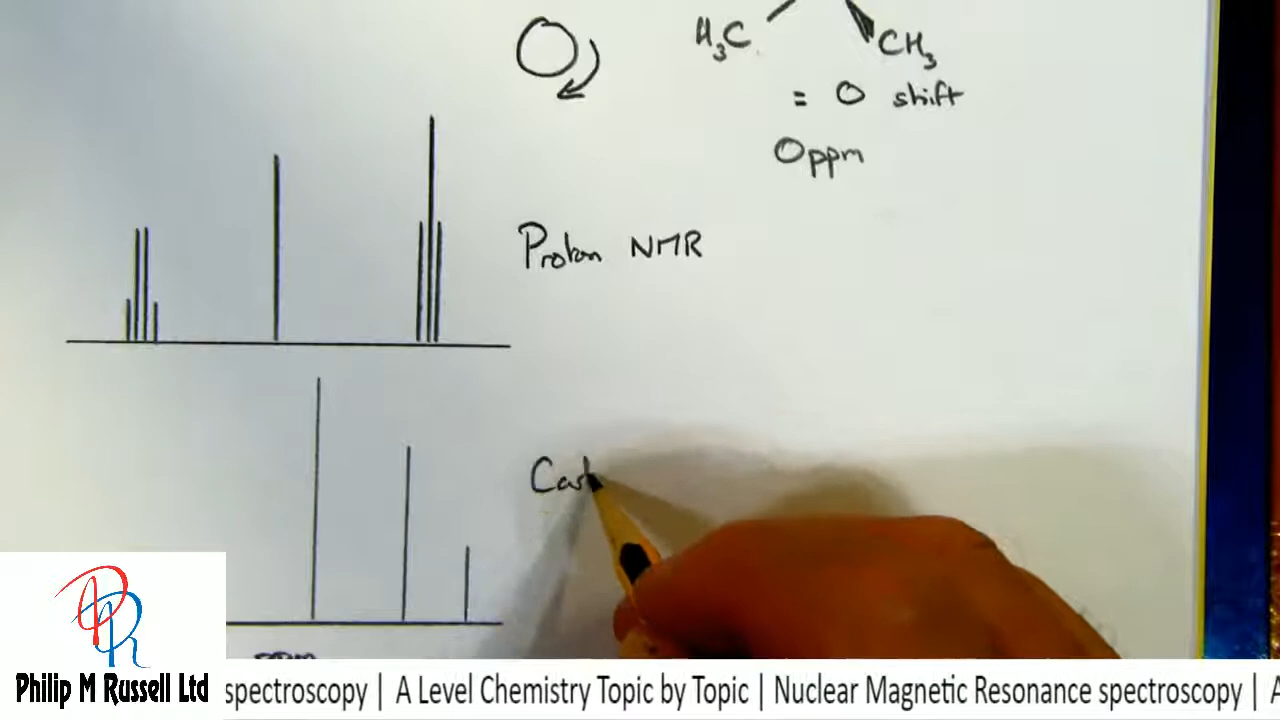 H3C
CH3
= 0 shift
0ppm
Proton NMR
Philip M Russell Ltd
spectroscopy | A Level Chemistry Topic by Topic | Nuclear Magnetic Resonance spectroscopy | A